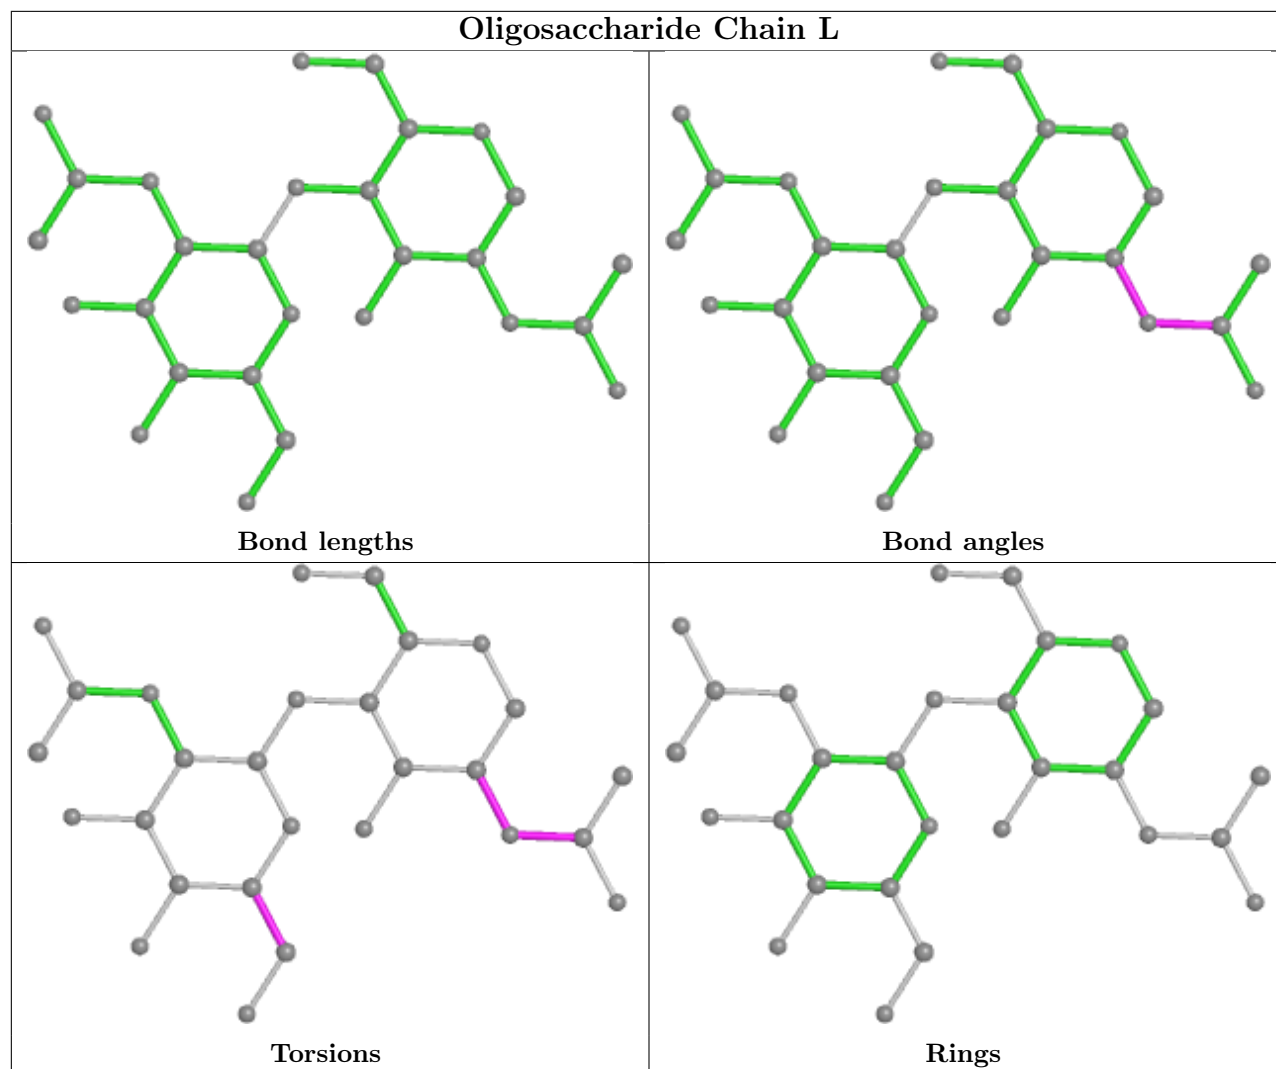 Oligosaccharide Chain L
Bond lengths
Bond angles
Torsions
Rings